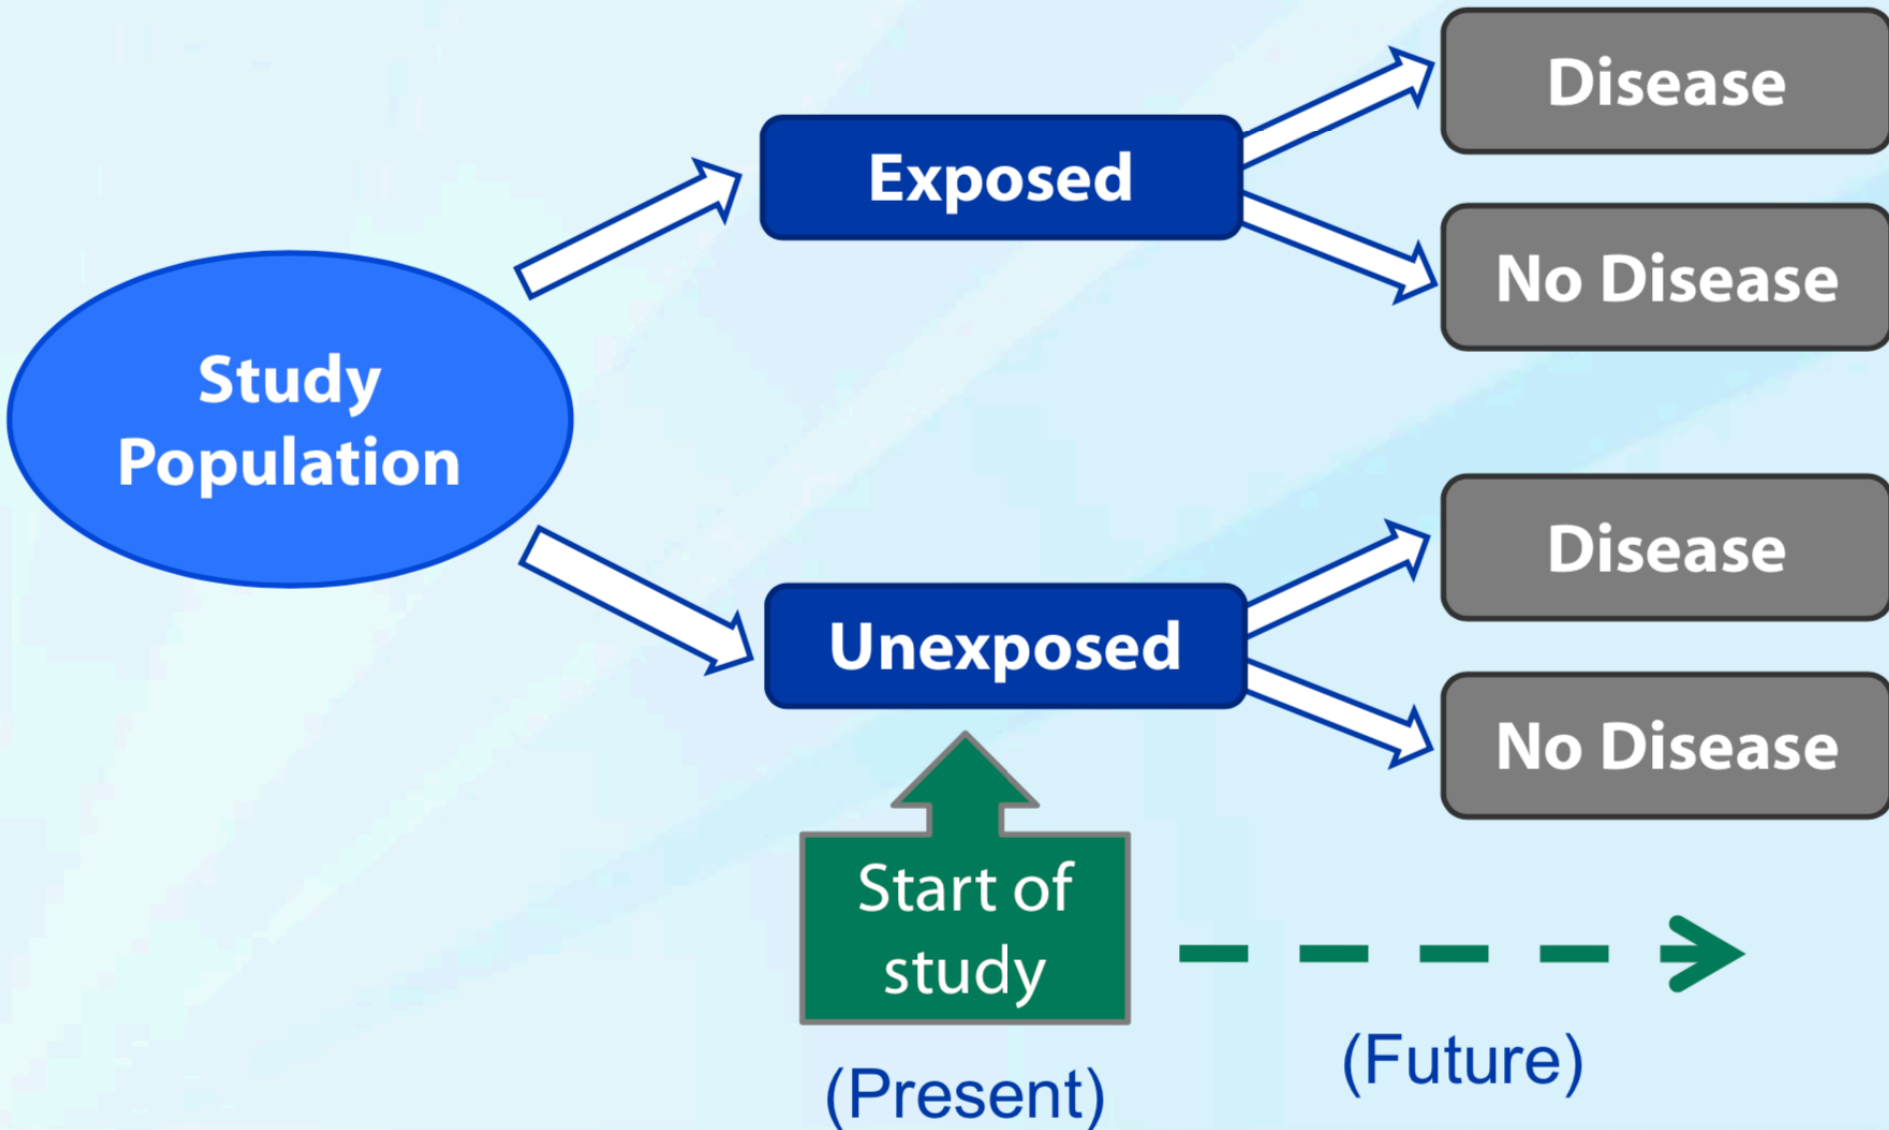 Disease
Exposed
No Disease
Study
Population
Disease
Unexposed
No Disease
Start of
study
(Present)
(Future)